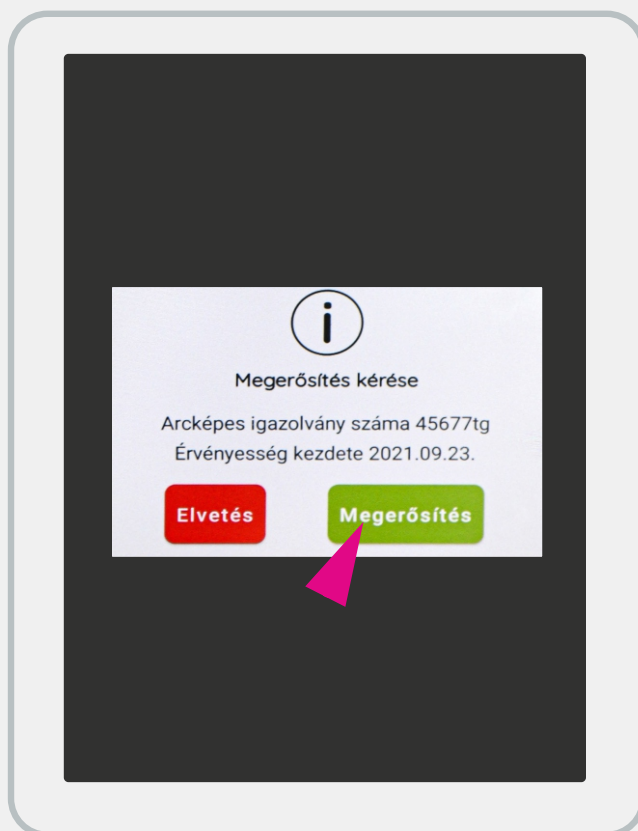 i
Megerősítés kérése
Arcképes igazolvány száma 45677tg
Érvényesség kezdete 2021.09.23.
Elvetés Megerősítés